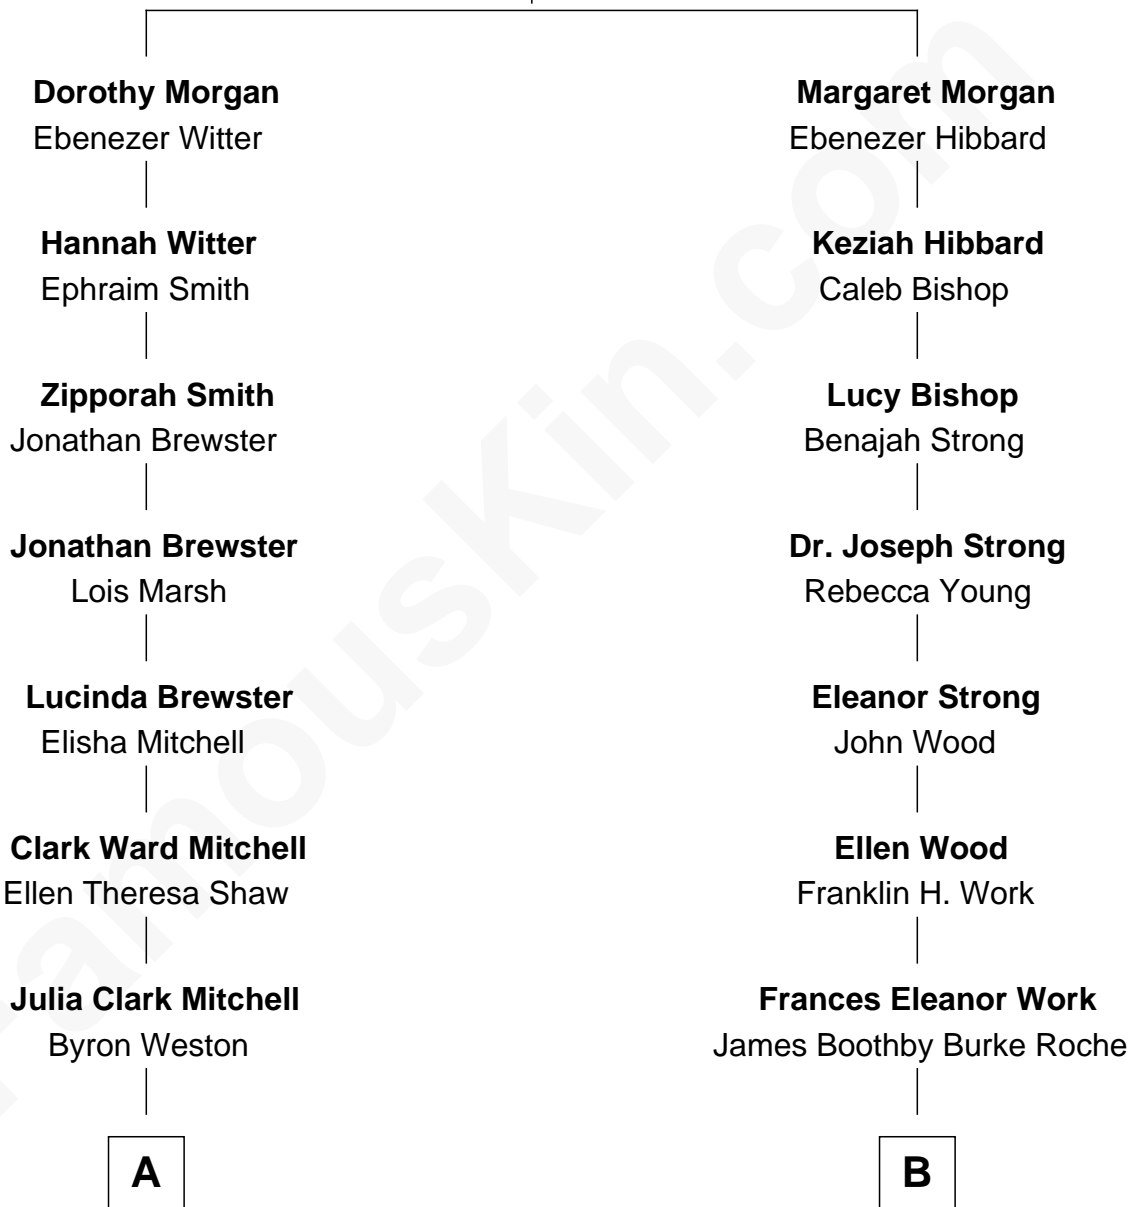 Dorothy Morgan
Ebenezer Witter
Margaret Morgan
Ebenezer Hibbard
Hannah Witter
Ephraim Smith
Keziah Hibbard
Caleb Bishop
Zipporah Smith
Jonathan Brewster
Lucy Bishop
Benajah Strong
Jonathan Brewster
Lois Marsh
Dr. Joseph Strong
Rebecca Young
Lucinda Brewster
Elisha Mitchell
Eleanor Strong
John Wood
Clark Ward Mitchell
Ellen Theresa Shaw
Ellen Wood
Franklin H. Work
Julia Clark Mitchell
Byron Weston
Frances Eleanor Work
James Boothby Burke Roche
A
B
FamousKin.com